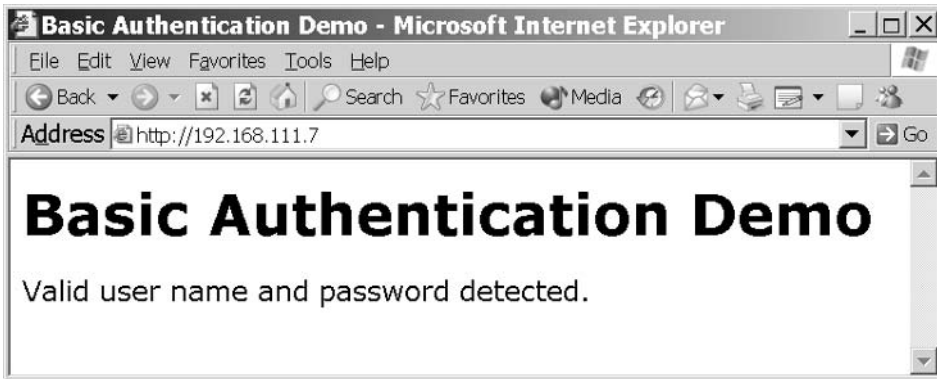 Basic Authentication Demo - Microsoft Internet Explorer
File Edit View Favorites Tools Help
Back Search Favorites Media
Address http://192.168.111.7 Go
Basic Authentication Demo
Valid user name and password detected.